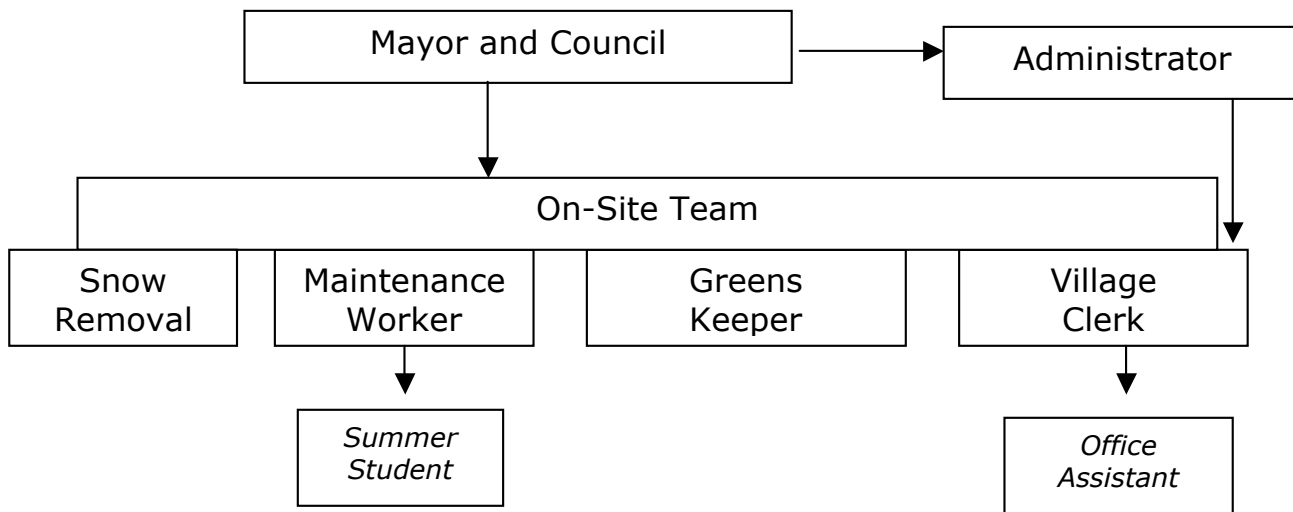 Mayor and Council
Administrator
On-Site Team
Snow
Removal
Maintenance
Worker
Greens
Keeper
Village
Clerk
Summer
Student
Office
Assistant